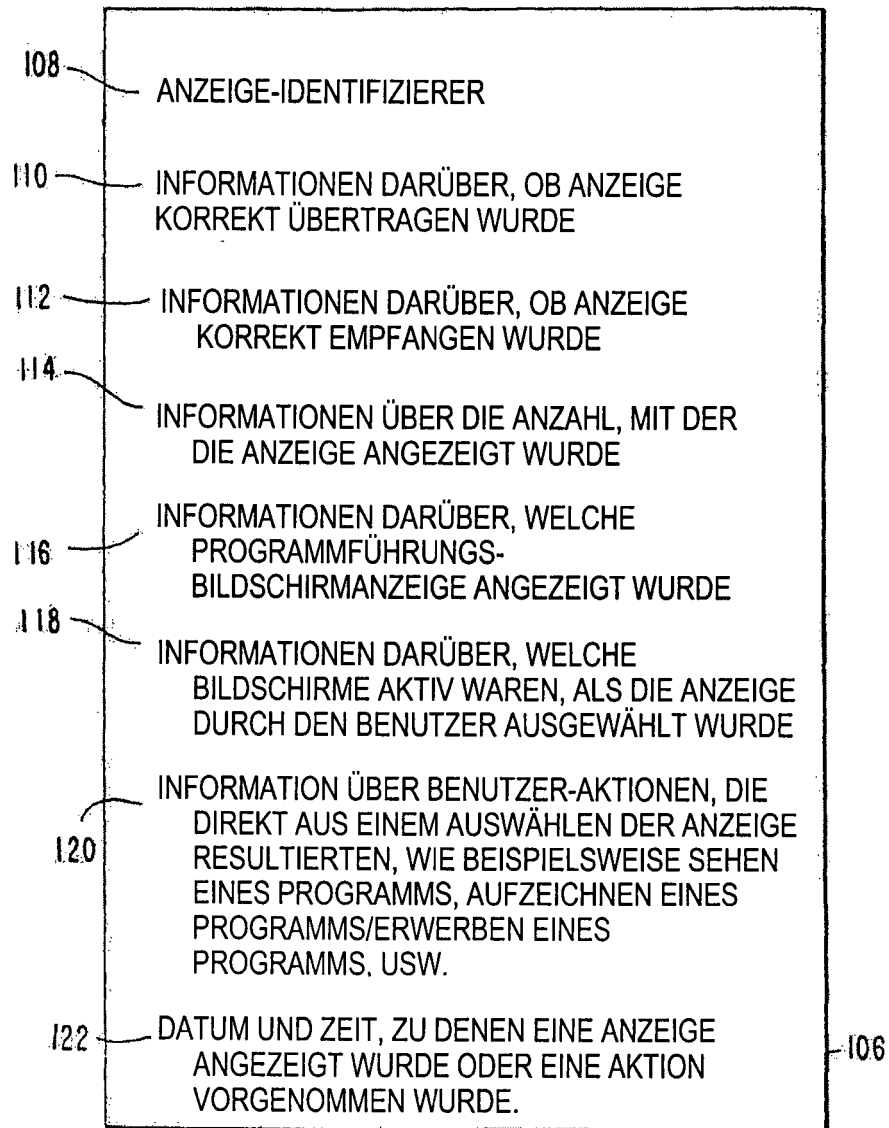 108
ANZEIGE-IDENTIFIZIERER
110
INFORMATIONEN DARÜBER, OB ANZEIGE
KORREKT ÜBERTRAGEN WURDE
112
INFORMATIONEN DARÜBER, OB ANZEIGE
KORREKT EMPFANGEN WURDE
114
INFORMATIONEN ÜBER DIE ANZAHL, MIT DER
DIE ANZEIGE ANGEZEIGT WURDE
INFORMATIONEN DARÜBER, WELCHE
116
PROGRAMMFÜHRUNGS-
BILDSCHIRMANZEIGE ANGEZEIGT WURDE
118
INFORMATIONEN DARÜBER, WELCHE
BILDSCHIRME AKTIV WAREN, ALS DIE ANZEIGE
DURCH DEN BENUTZER AUSGEWÄHLT WURDE
INFORMATION ÜBER BENUTZER-AKTIONEN, DIE
DIREKT AUS EINEM AUSWÄHLEN DER ANZEIGE
120
RESULTIERTEN, WIE BEISPIELSWEISE SEHEN
EINES PROGRAMMS, AUFZEICHNEN EINES
PROGRAMMS/ERWERBEN EINES
PROGRAMMS, USW.
122
DATUM UND ZEIT, ZU DENEN EINE ANZEIGE
106
ANGEZEIGT WURDE ODER EINE AKTION
VORGENOMMEN WURDE.